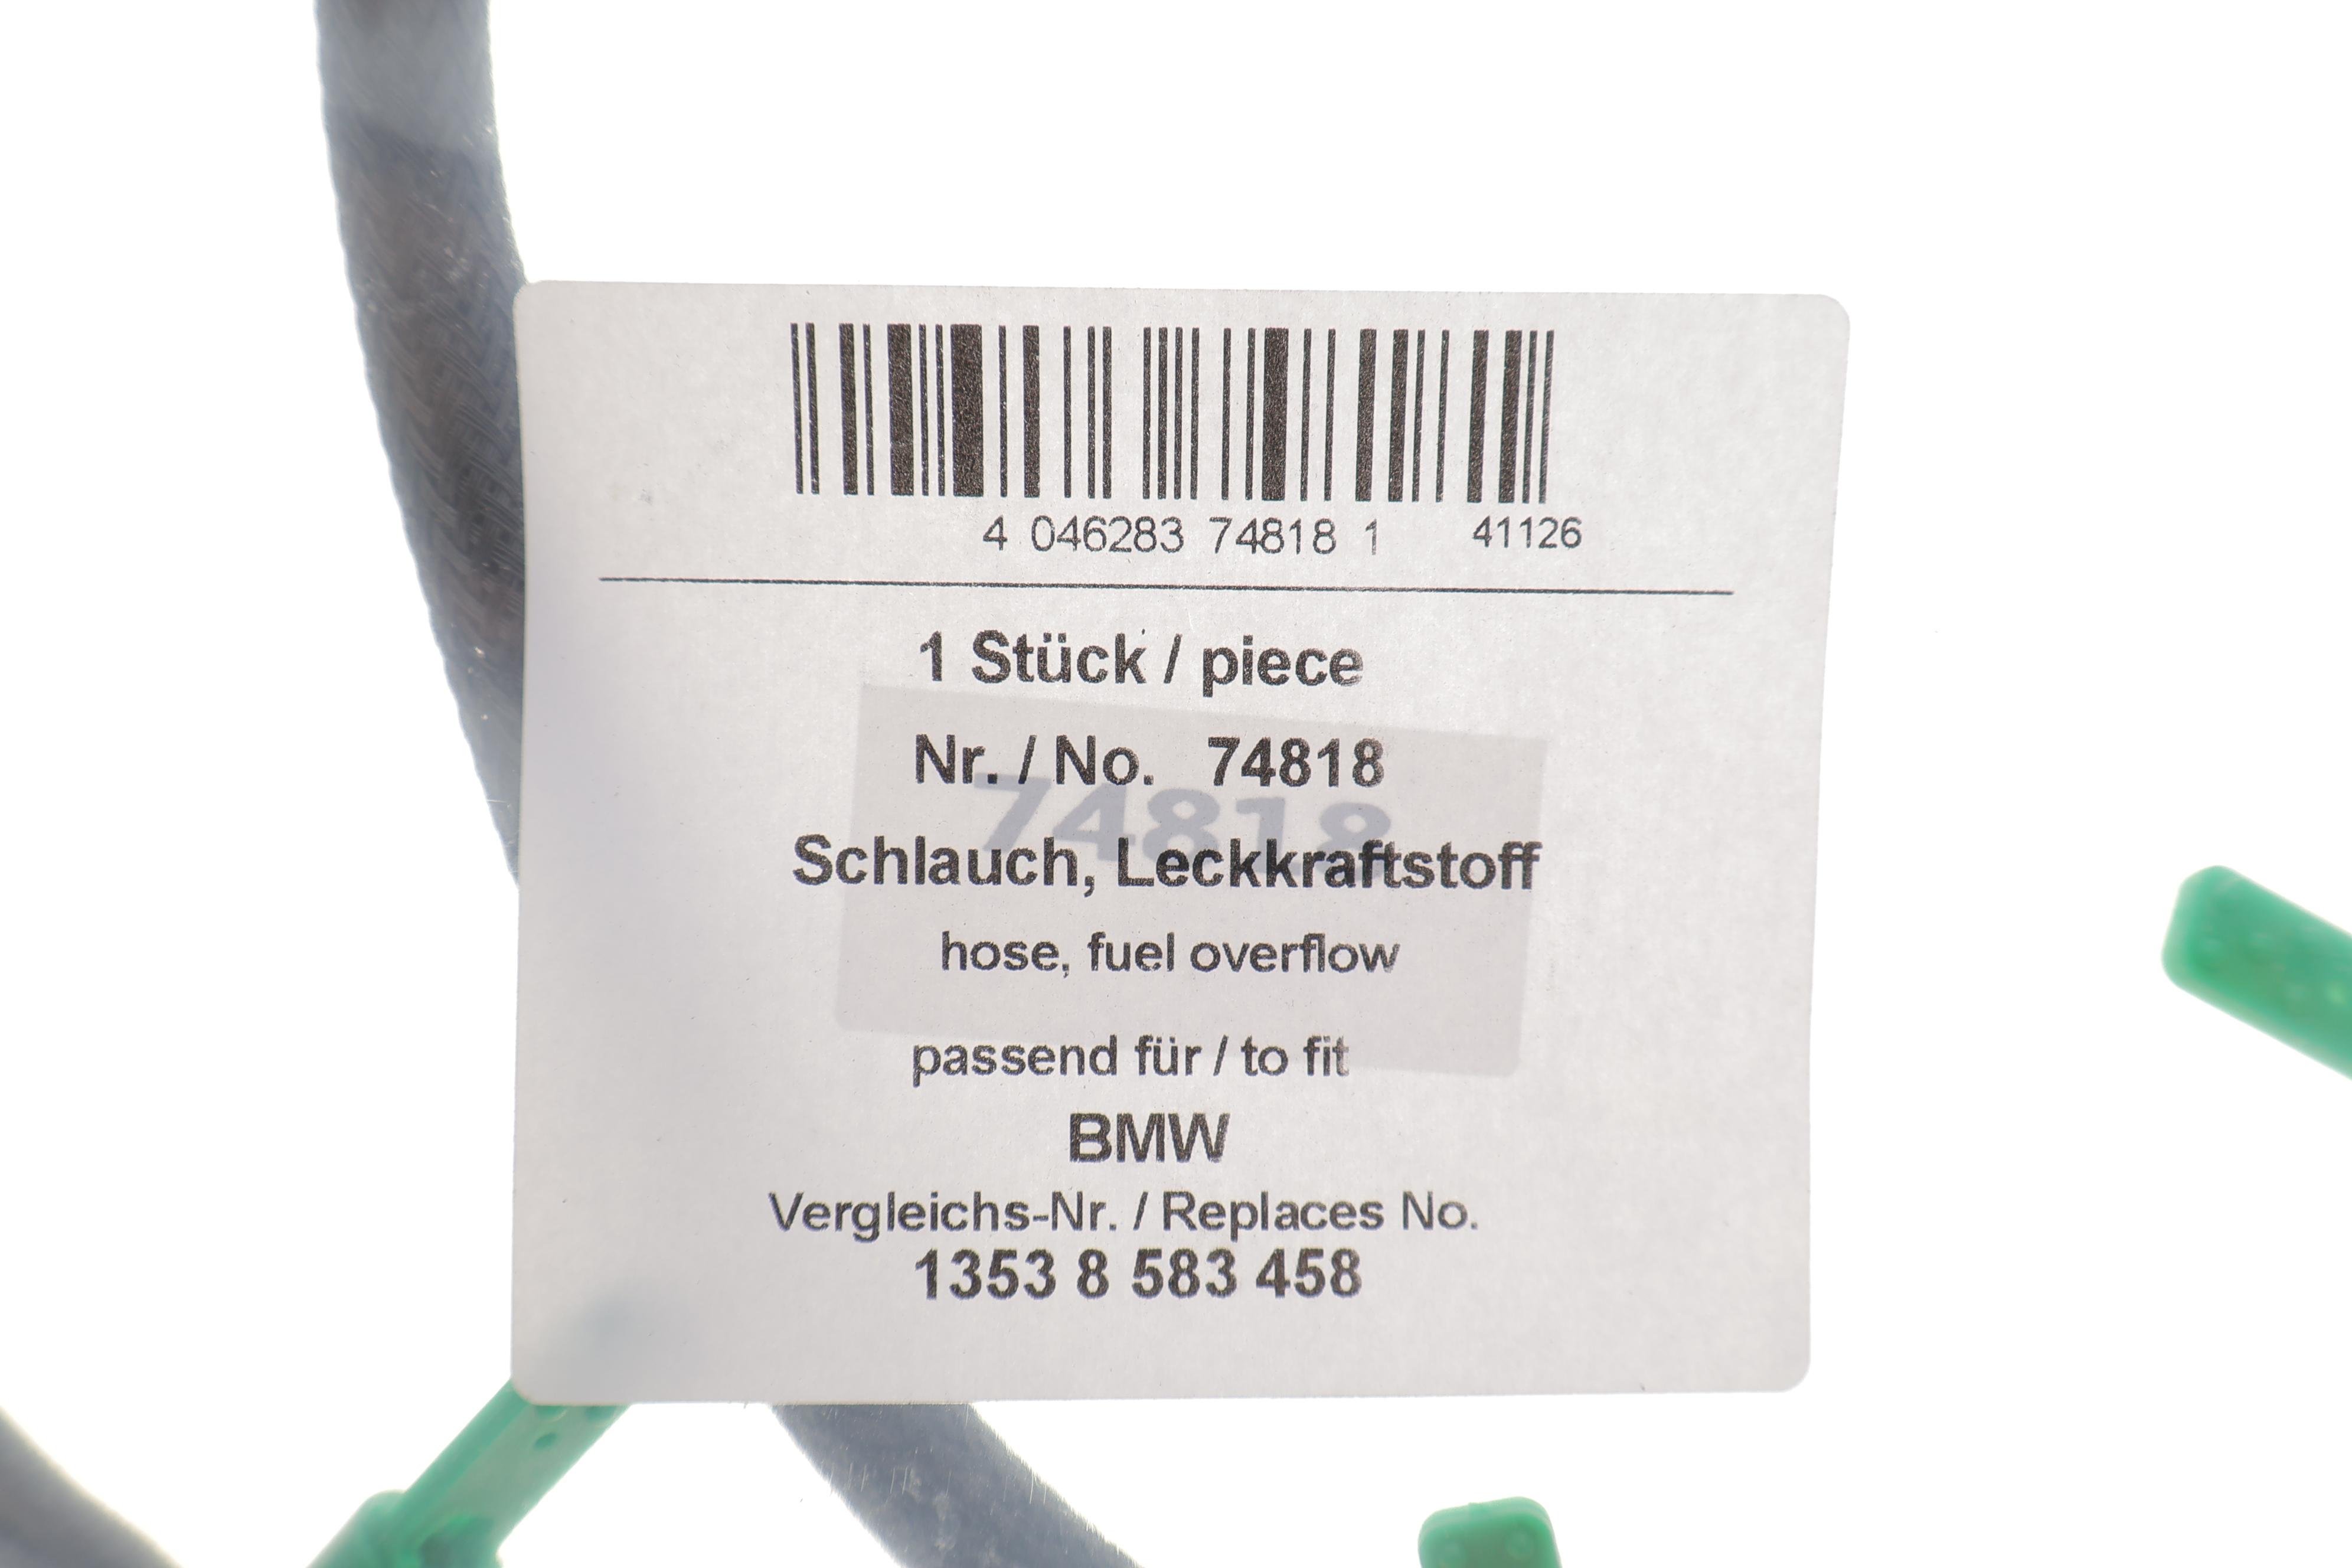 4 046283 74818 1 41126
1 Stück / piece
Nr. / No. 74818
74818
Schlauch, Leckkraftstoff
hose, fuel overflow
passend für / to fit
BMW
Vergleichs-Nr. / Replaces No.
1353 8 583 458